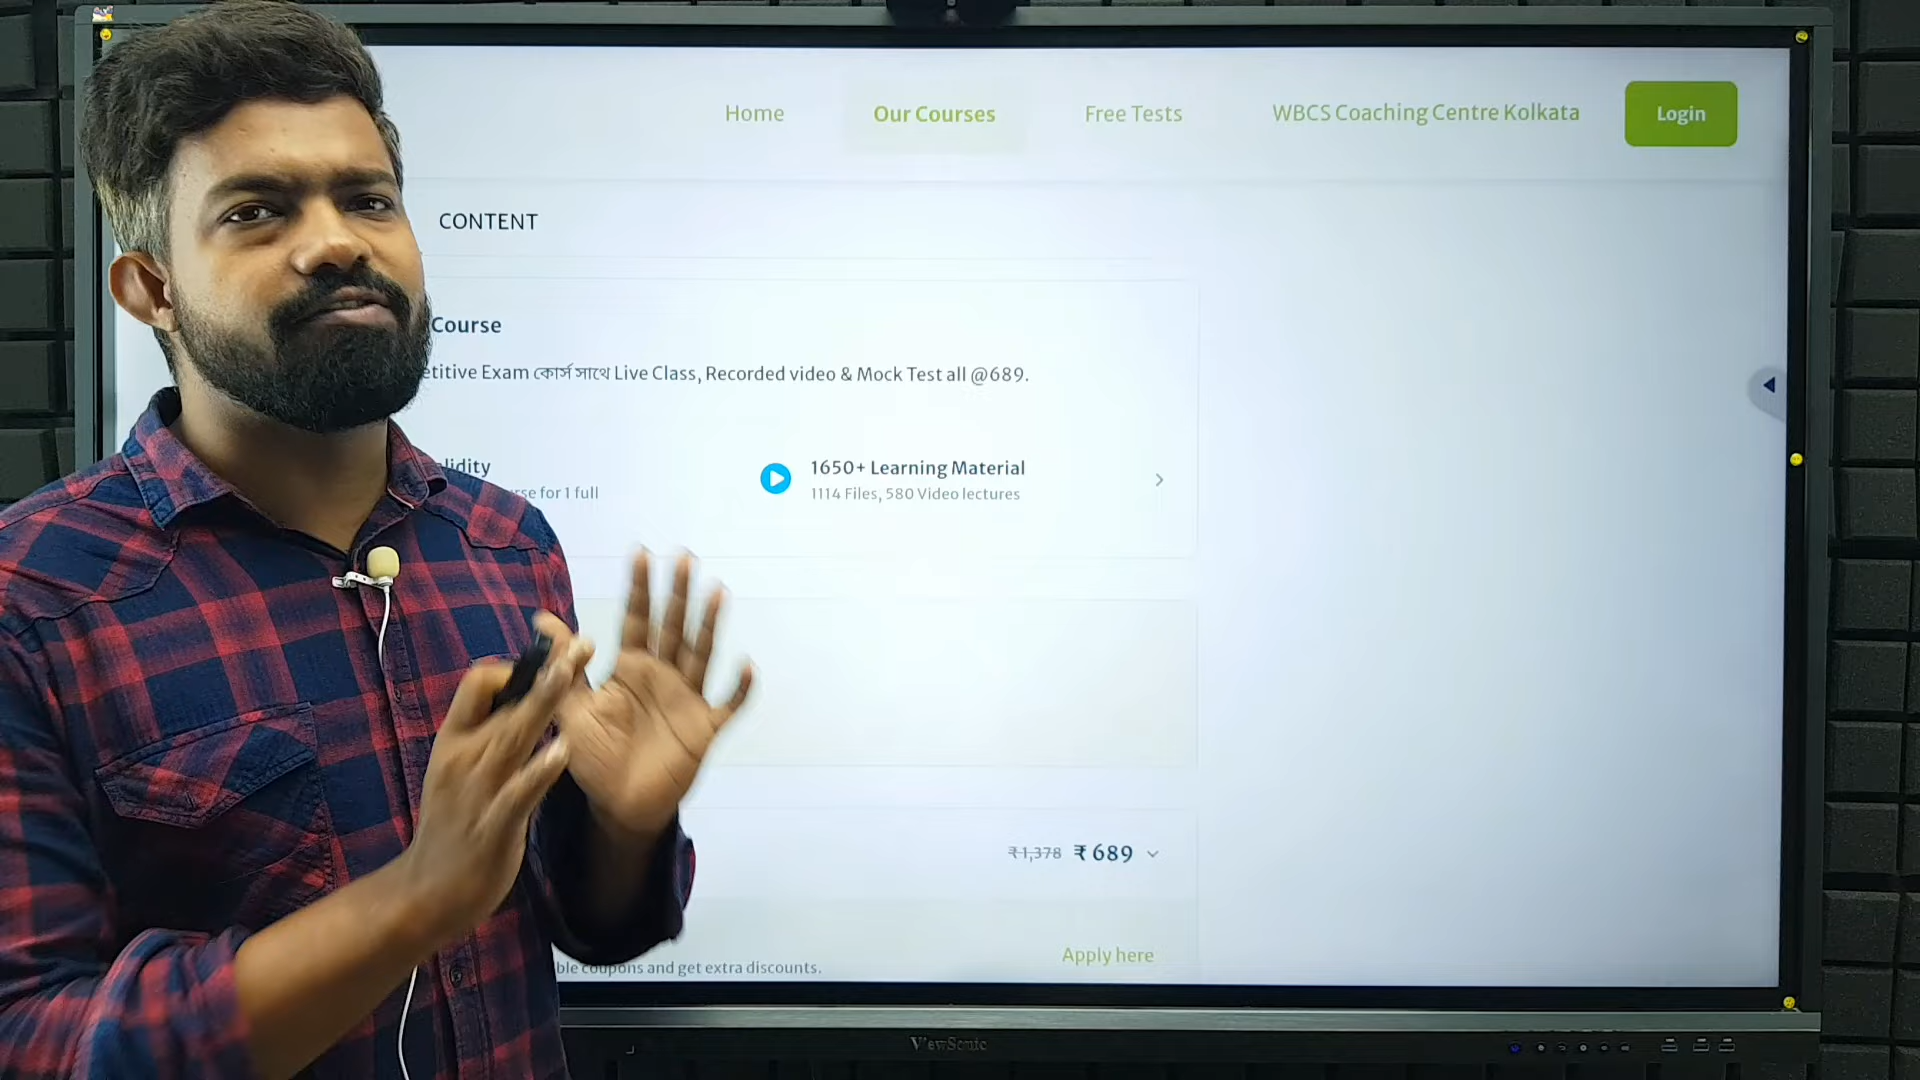 Home Our Courses Free Tests WBCS Coaching Centre Kolkata Login
CONTENT
Course
etitive Exam কোর্স সাথে Live Class, Recorded video & Mock Test all @689.
lidity
rse for 1 full
1650+ Learning Material
1114 Files, 580 Video lectures
₹1,378 ₹689
Apply here
ble coupons and get extra discounts.
ViewSonic